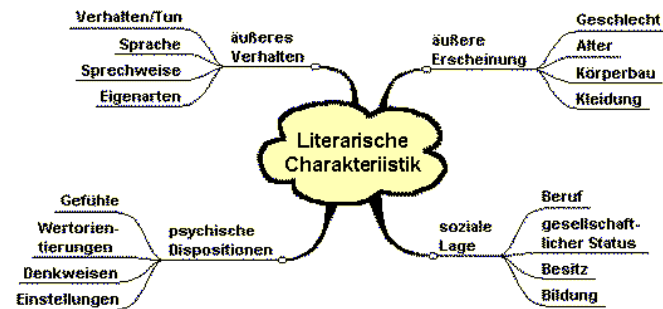 Verhalten/Tun
Sprache
Sprechweise
Eigenarten
äußeres
Verhalten
äußere
Erscheinung
Geschlecht
Alter
Körperbau
Kleidung
Literarische
Charakteriistik
Gefühle
Wertorien-
tierungen
Denkweisen
Einstellungen
psychische
Dispositionen
soziale
Lage
Beruf
gesellschaft-
licher Status
Besitz
Bildung